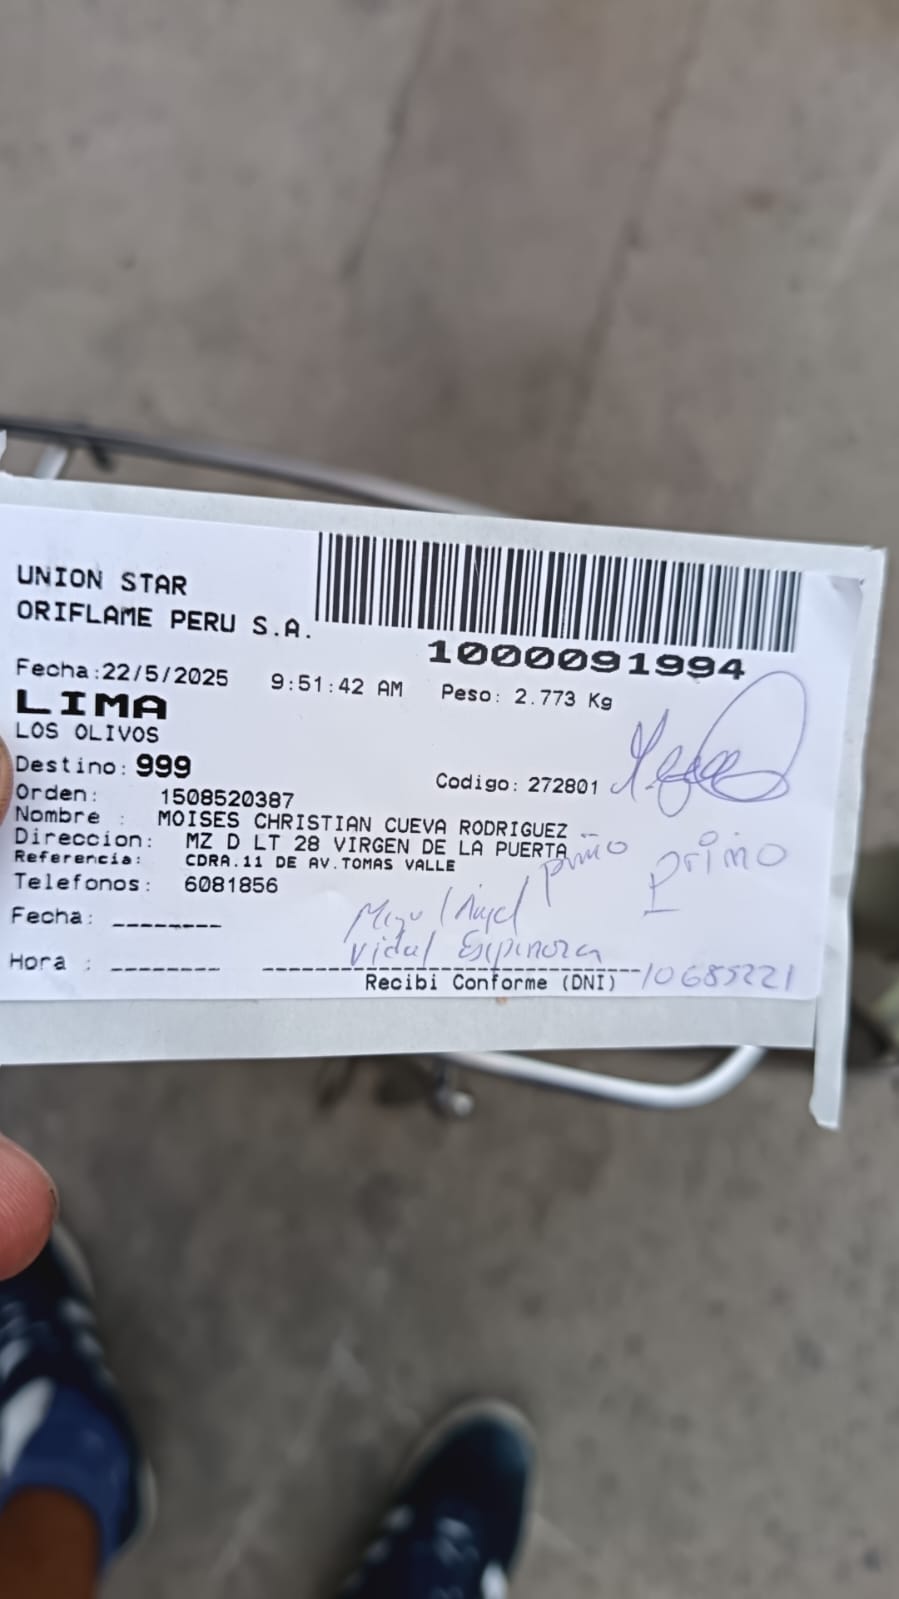 UNION STAR
ORIFLAME PERU S.A.
1000091994
Fecha:22/5/2025 9:51:42 AM Peso: 2.773 Kg
LIMA
LOS OLIVOS
Destino: 999
Codigo: 272801
Orden: 1508520387
Nombre : MOISES CHRISTIAN CUEVA RODRIGUEZ
Direccion: MZ D LT 28 VIRGEN DE LA PUERTA
Referencia: CDRA.11 DE AV.TOMAS VALLE
primo
primo
Telefonos: 6081856
Fecha:
Miguel Angel
Vidal Espinoza
Hora :
Recibi Conforme (DNI) 10685221